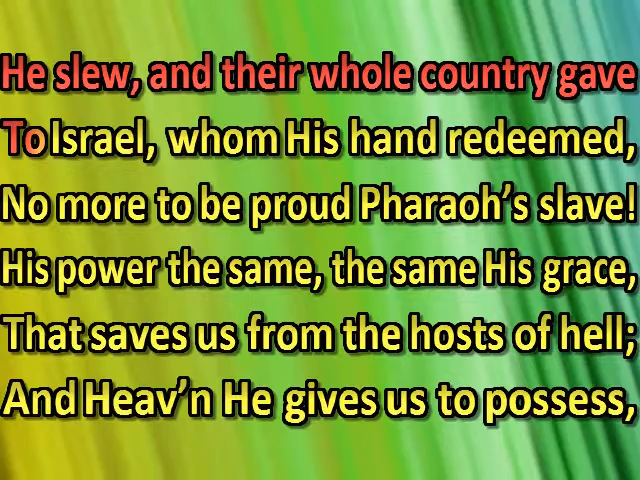 He slew, and their whole country gave
To Israel, whom His hand redeemed,
No more to be proud Pharaoh's slave!
His power the same, the same His grace,
That saves us from the hosts of hell;
And Heav'n He gives us to possess,